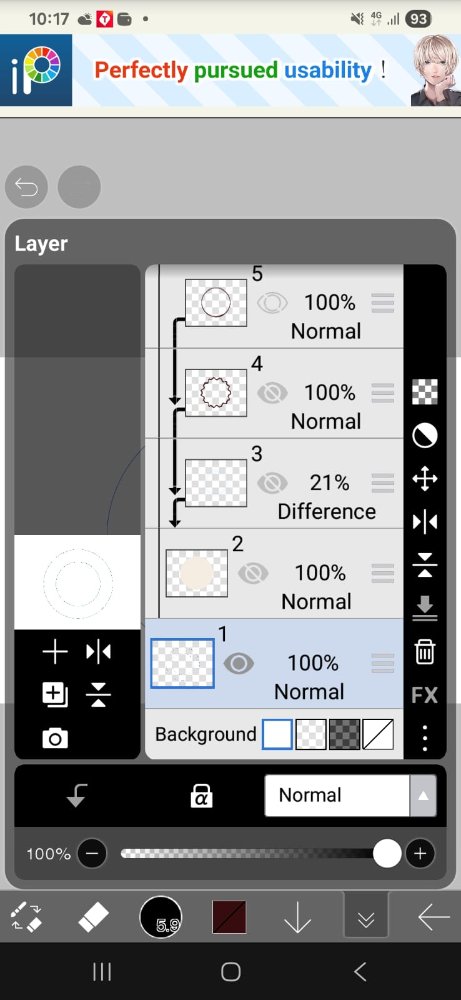 10:17 4G 93
iP Perfectly pursued usability !
Layer
5
100%
Normal
4
100%
Normal
3
21%
Difference
2
100%
Normal
1
100%
Normal
FX
Background
α Normal
100%
5.9